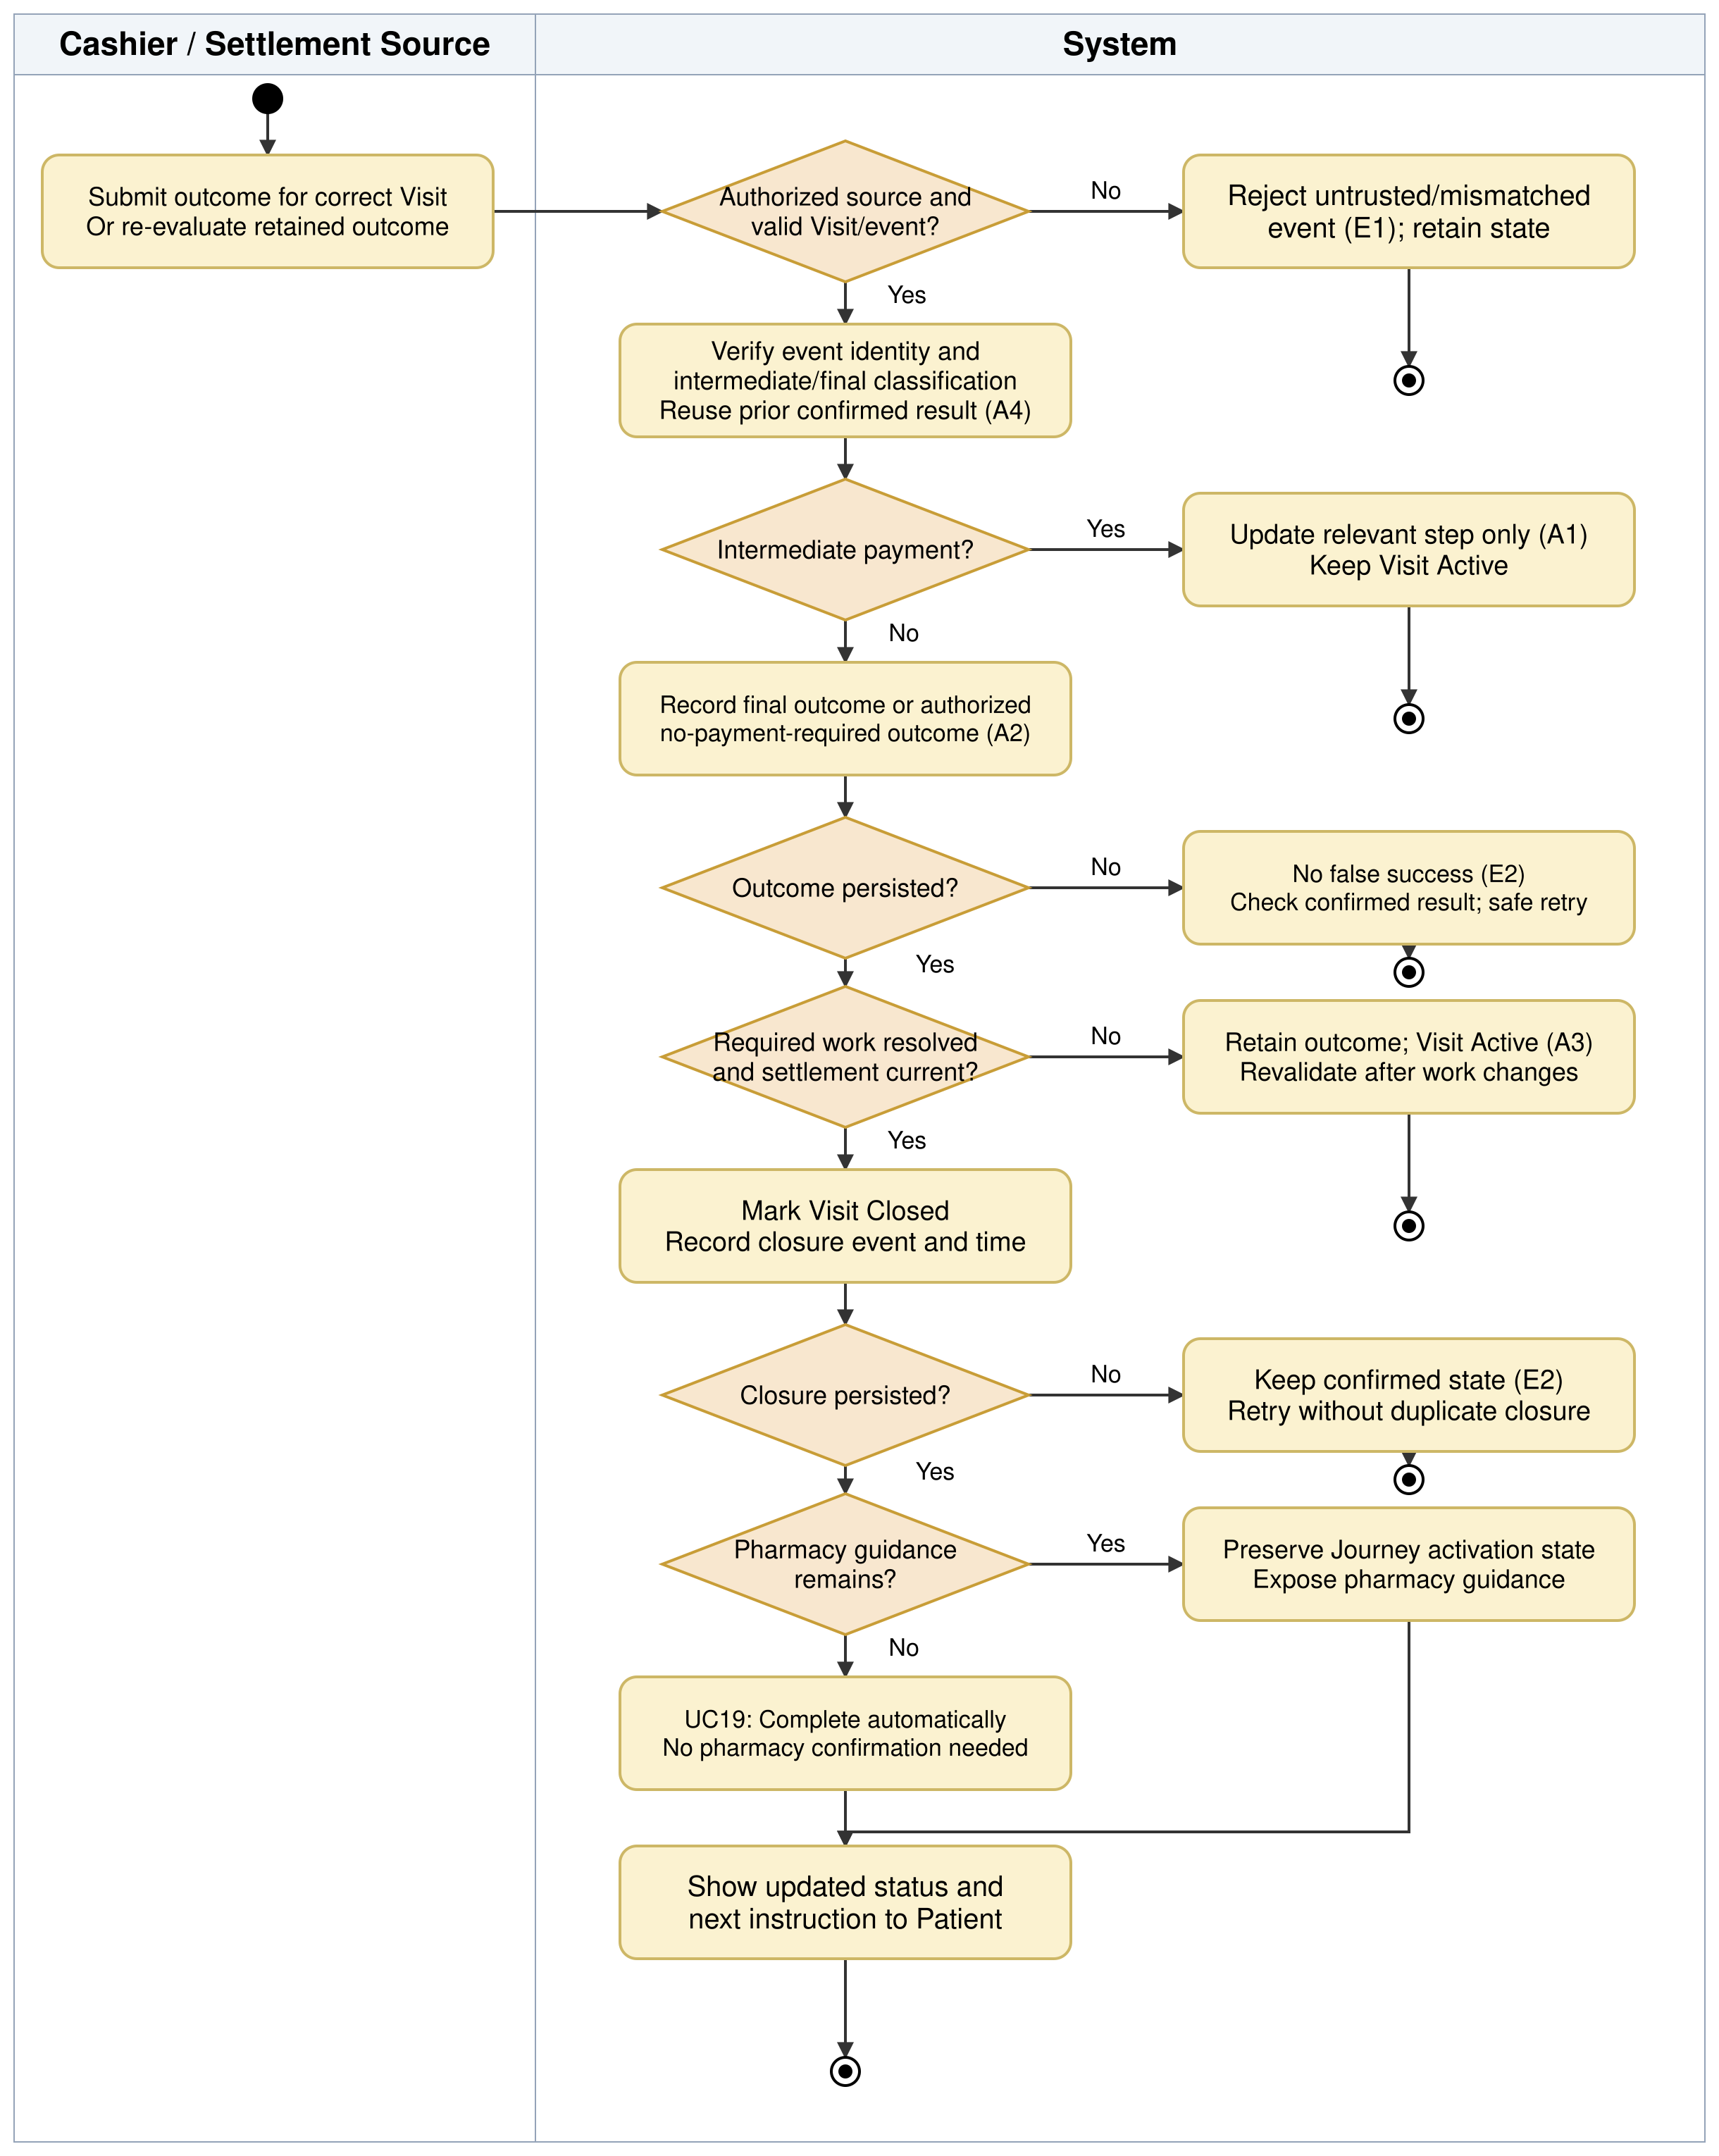 Cashier / Settlement Source
System
Submit outcome for correct Visit
Or re-evaluate retained outcome
Authorized source and
valid Visit/event?
No
Reject untrusted/mismatched
event (E1); retain state
Yes
Verify event identity and
intermediate/final classification
Reuse prior confirmed result (A4)
Intermediate payment?
Yes
Update relevant step only (A1)
Keep Visit Active
No
Record final outcome or authorized
no-payment-required outcome (A2)
Outcome persisted?
No
No false success (E2)
Check confirmed result; safe retry
Yes
Required work resolved
and settlement current?
No
Retain outcome; Visit Active (A3)
Revalidate after work changes
Yes
Mark Visit Closed
Record closure event and time
Closure persisted?
No
Keep confirmed state (E2)
Retry without duplicate closure
Yes
Pharmacy guidance
remains?
Yes
Preserve Journey activation state
Expose pharmacy guidance
No
UC19: Complete automatically
No pharmacy confirmation needed
Show updated status and
next instruction to Patient